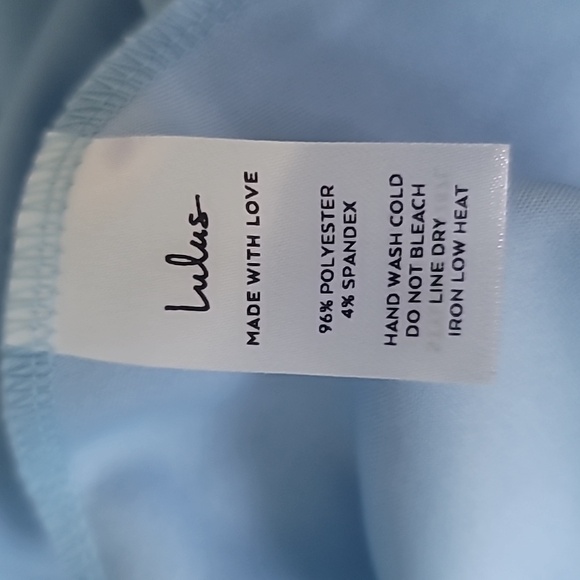 Lulus
MADE WITH LOVE
96% POLYESTER
4% SPANDEX
HAND WASH COLD
DO NOT BLEACH
LINE DRY
IRON LOW HEAT